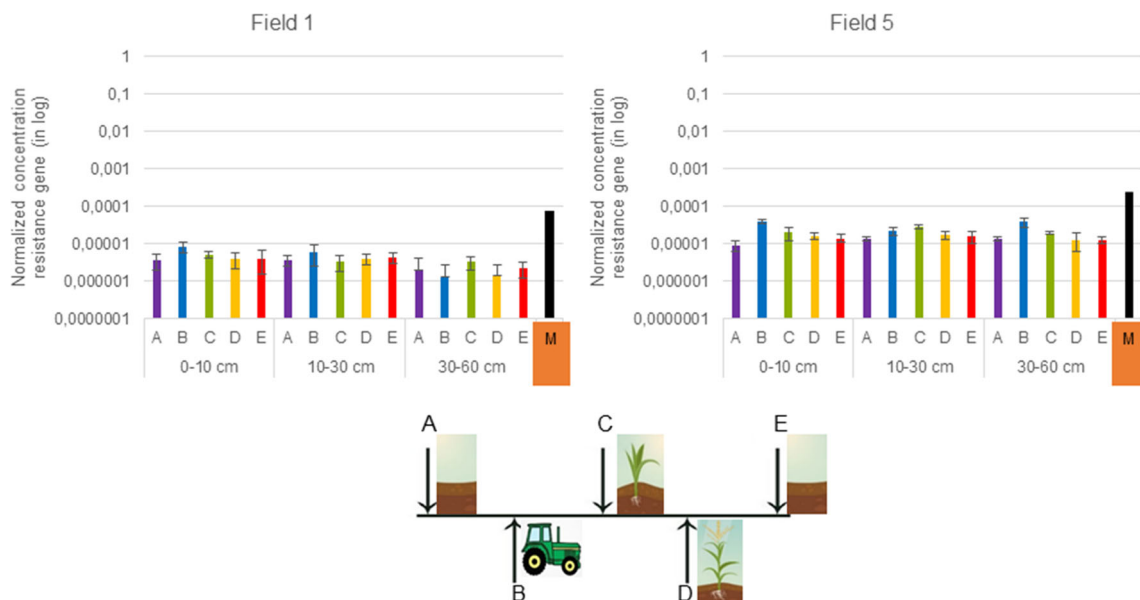 Field 1
Normalized concentration
resistance gene (in log)
1
0,1
0,01
0,001
0,0001
0,00001
0,000001
0,0000001
A B C D E A B C D E A B C D E M
0-10 cm 10-30 cm 30-60 cm
Field 5
Normalized concentration
resistance gene (in log)
1
0,1
0,01
0,001
0,0001
0,00001
0,000001
0,0000001
A B C D E A B C D E A B C D E M
0-10 cm 10-30 cm 30-60 cm
A C E
B D